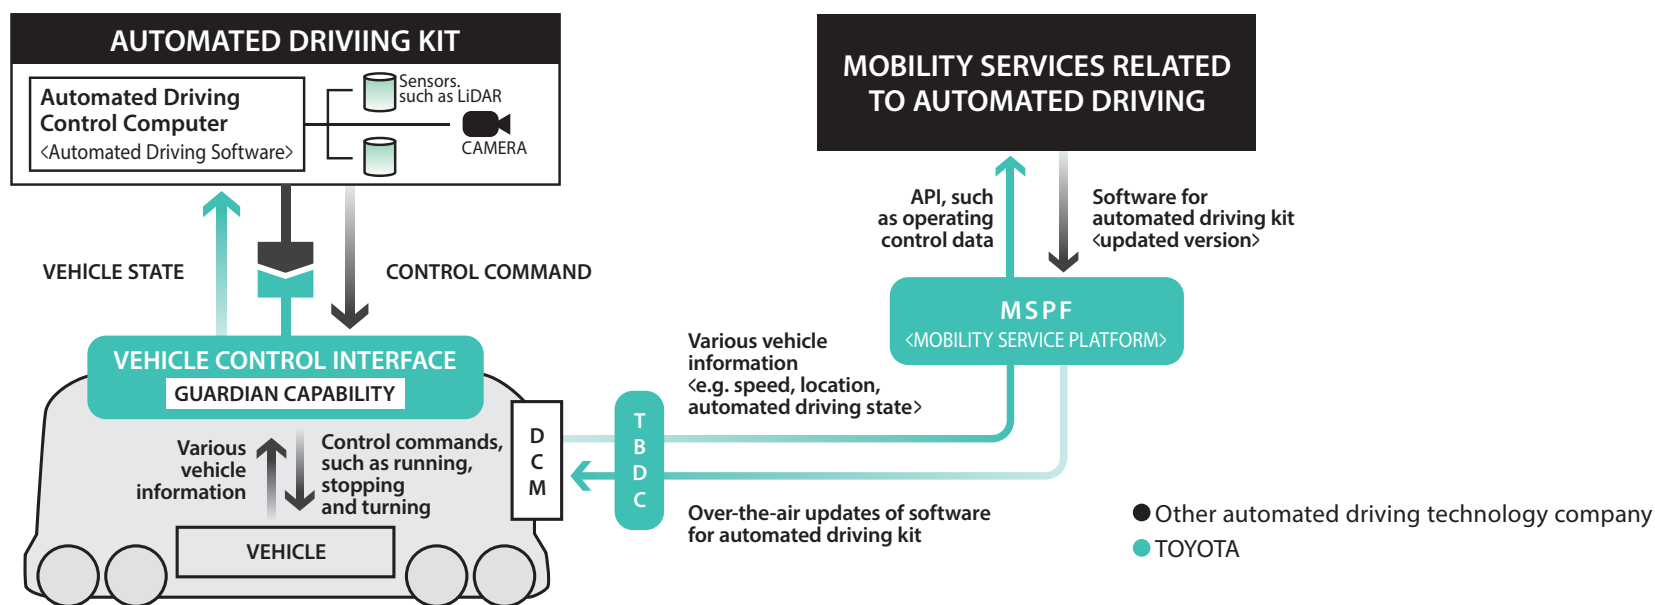 AUTOMATED DRIVIING KIT
Automated Driving
Control Computer
<Automated Driving Software>
Sensors.
such as LiDAR
CAMERA
VEHICLE STATE
CONTROL COMMAND
VEHICLE CONTROL INTERFACE
GUARDIAN CAPABILITY
Various
vehicle
information
Control commands,
such as running,
stopping
and turning
VEHICLE
D
C
M
T
B
D
C
Various vehicle
information
<e.g. speed, location,
automated driving state>
Over-the-air updates of software
for automated driving kit
MOBILITY SERVICES RELATED
TO AUTOMATED DRIVING
API, such
as operating
control data
Software for
automated driving kit
<updated version>
MSPF
<MOBILITY SERVICE PLATFORM>
Other automated driving technology company
TOYOTA